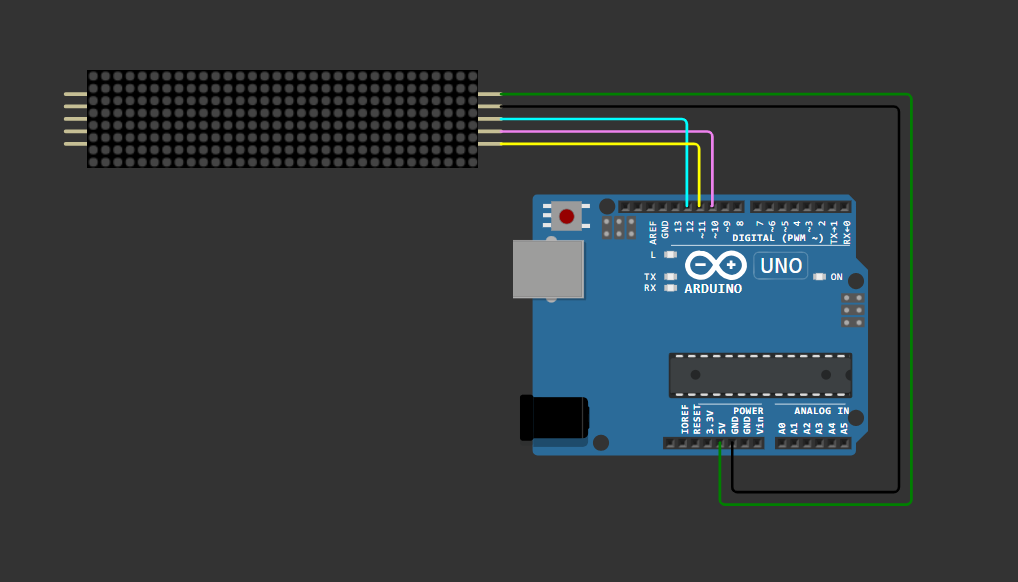 AREF
GND
13
12
~11
~10
~9
8
7
~6
~5
4
~3
2
TX→1
RX←0
DIGITAL (PWM ~)
L
TX
RX
UNO
ON
ARDUINO
IOREF
RESET
3.3V
5V
GND
GND
Vin
POWER
ANALOG IN
A0
A1
A2
A3
A4
A5